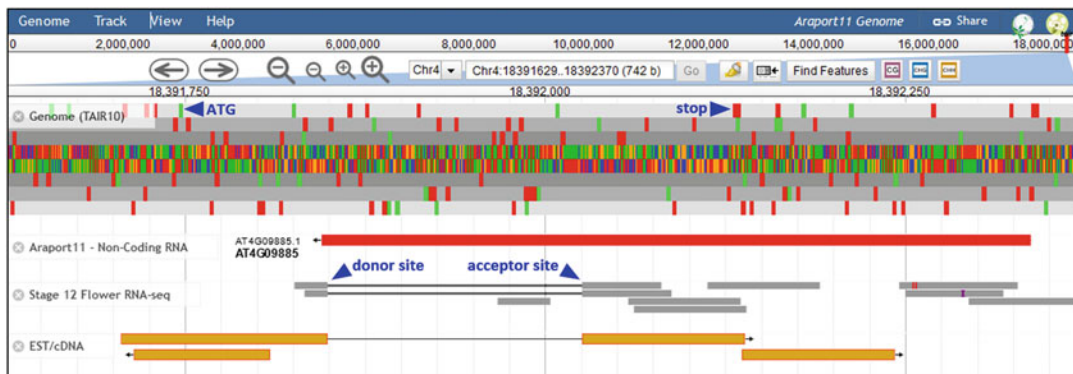 Genome Track View Help Araport11 Genome Share
0 2,000,000 4,000,000 6,000,000 8,000,000 10,000,000 12,000,000 14,000,000 16,000,000 18,000,000
Chr4 Chr4:18391629..18392370 (742 b) Go Find Features CG CHG CHH
18,391,750 18,392,000 18,392,250
Genome (TAIR10) ATG stop
AT4G09885.1
Araport11 - Non-Coding RNA AT4G09885
donor site acceptor site
Stage 12 Flower RNA-seq
EST/cDNA